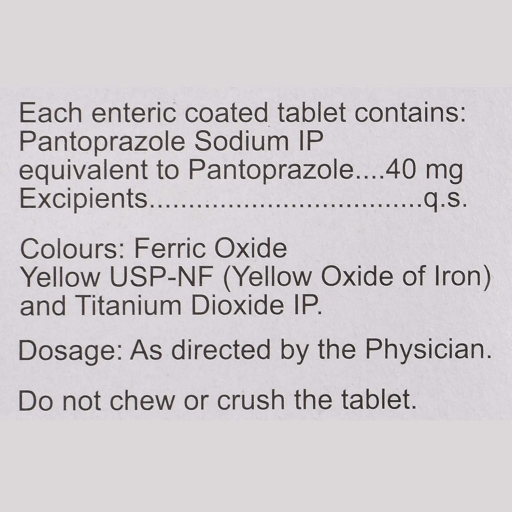 Each enteric coated tablet contains:
Pantoprazole Sodium IP
equivalent to Pantoprazole....40 mg
Excipients...................................q.s.
Colours: Ferric Oxide
Yellow USP-NF (Yellow Oxide of Iron)
and Titanium Dioxide IP.
Dosage: As directed by the Physician.
Do not chew or crush the tablet.